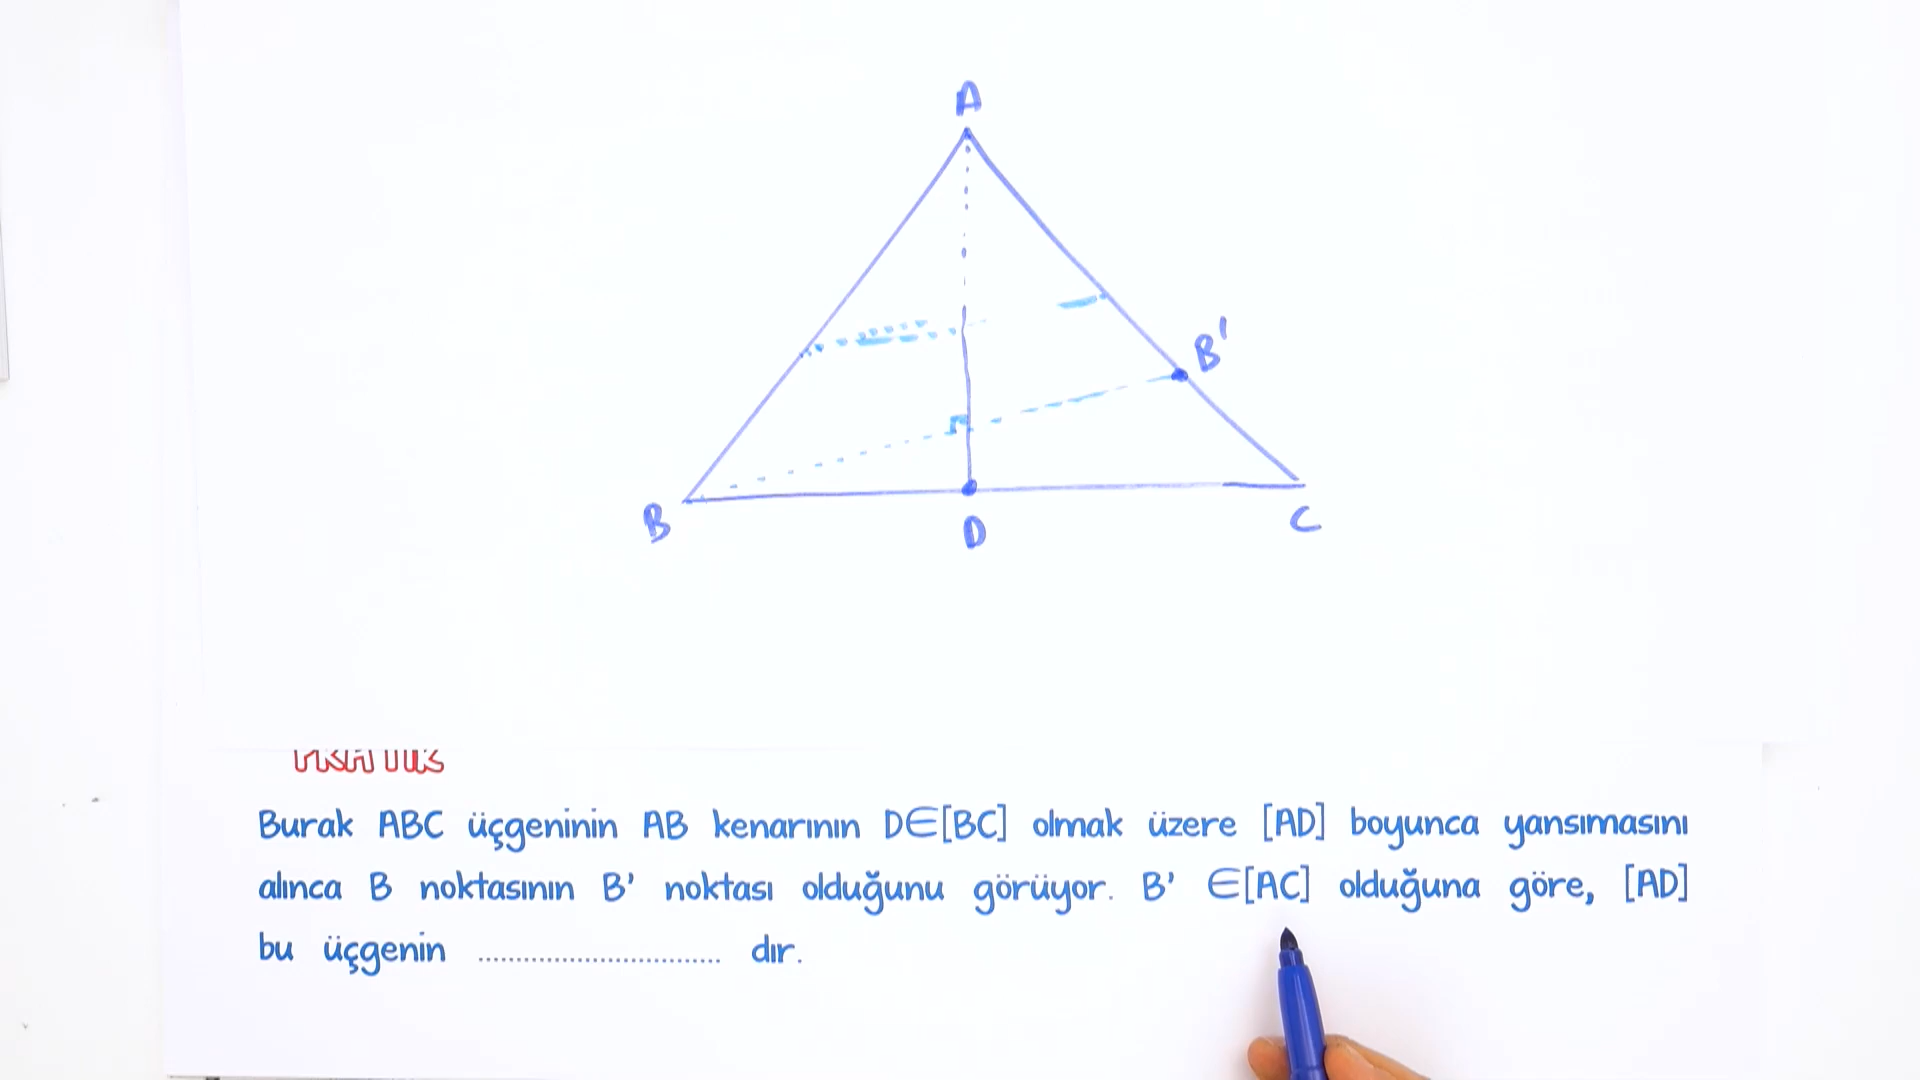 A
B'
B
D
C
PRATİK
Burak ABC üçgeninin AB kenarının D∈[BC] olmak üzere [AD] boyunca yansımasını
alınca B noktasının B' noktası olduğunu görüyor. B' ∈[AC] olduğuna göre, [AD]
bu üçgenin .............................. dır.